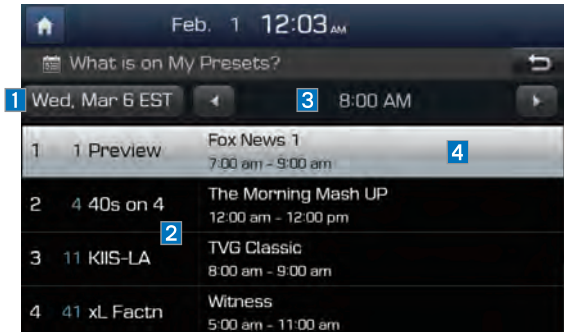 Feb. 1 12:03 AM
What is on My Presets?
1 Wed, Mar 6 EST 3 8:00 AM
1 1 Preview Fox News 1 4
7:00 am - 9:00 am
2 4 40s on 4 The Morning Mash UP
12:00 am - 12:00 pm
2
3 11 KIIS-LA TVG Classic
8:00 am - 9:00 am
4 41 xL Factn Witness
5:00 am - 11:00 am